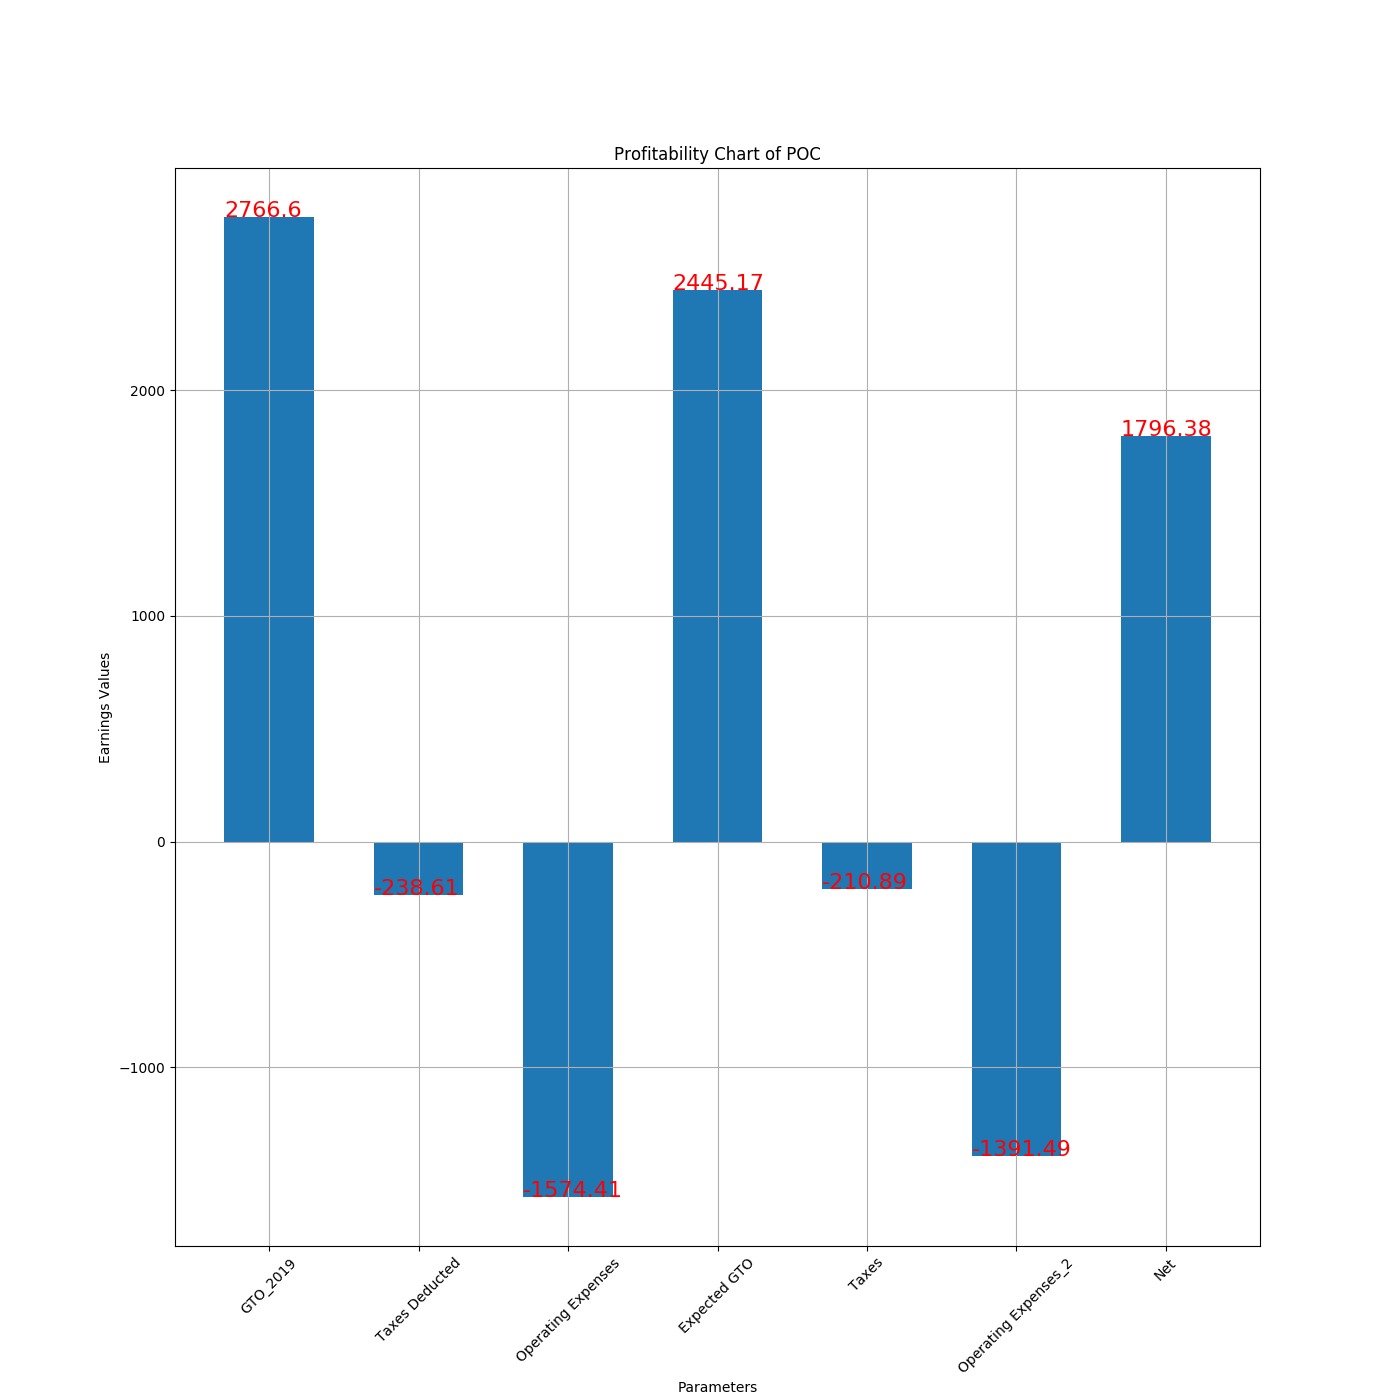 Profitability Chart of POC
2766.6
2445.17
2000
1796.38
1000
Earnings Values
0
-238.61
-210.89
−1000
-1391.49
-1574.41
GTO_2019
Taxes Deducted
Operating Expenses
Expected GTO
Taxes
Operating Expenses_2
Net
Parameters